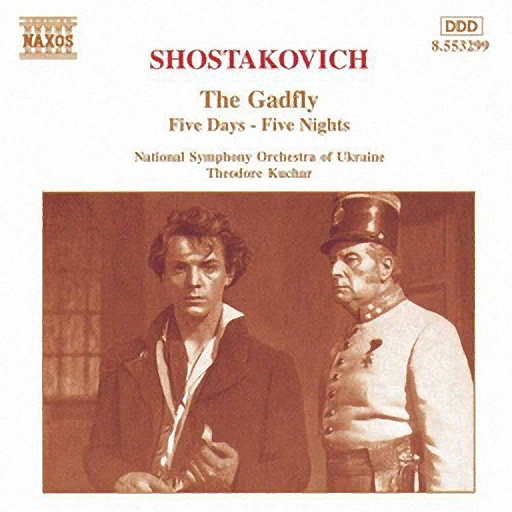 NAXOS
DDD
8.553299
SHOSTAKOVICH
The Gadfly
Five Days - Five Nights
National Symphony Orchestra of Ukraine
Theodore Kuchar